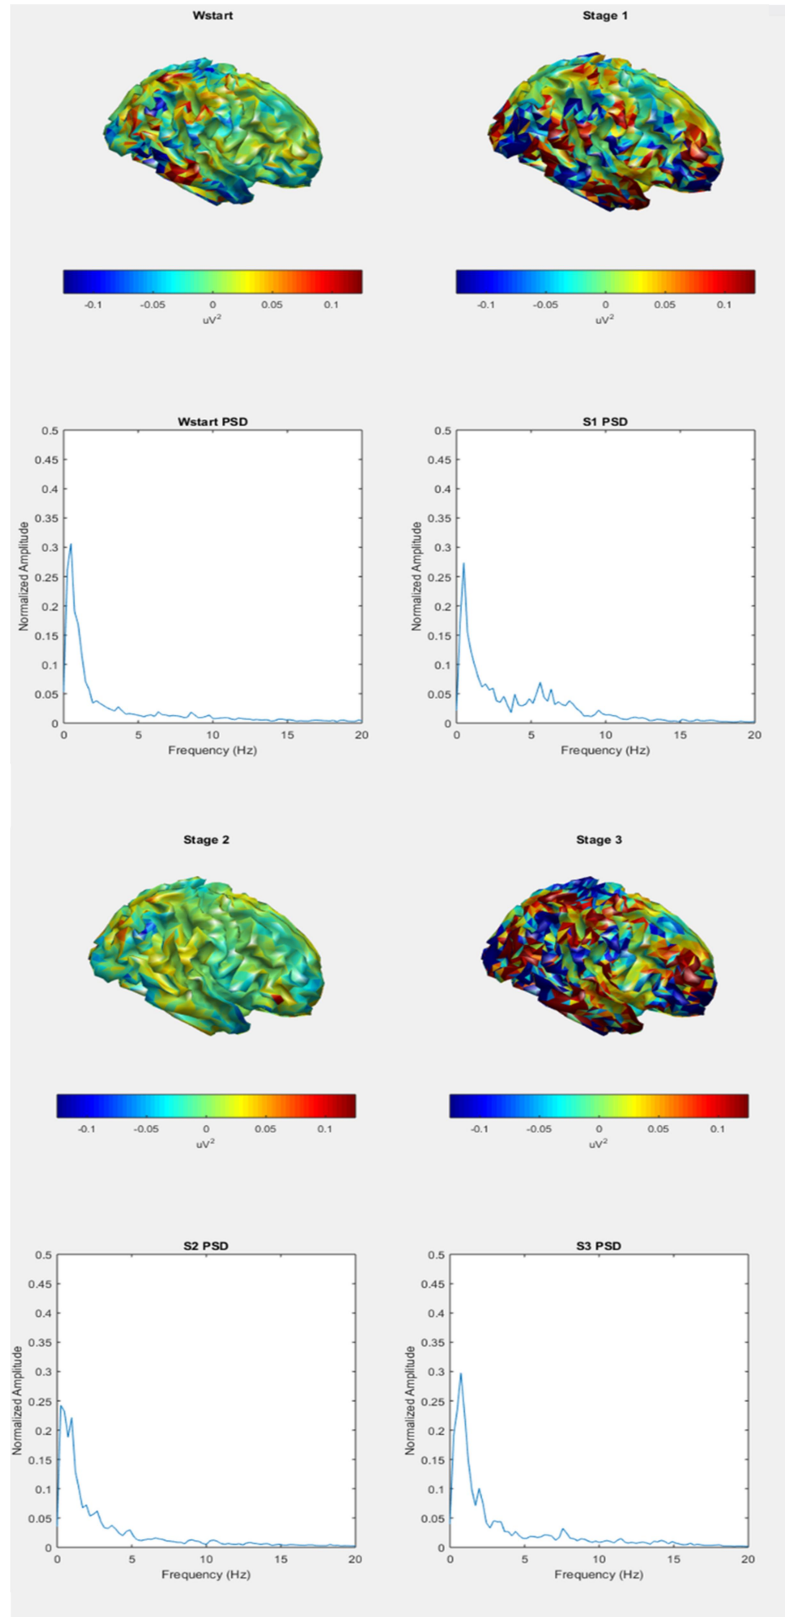 Wstart
Stage 1
-0.1 -0.05 0 0.05 0.1
uV²
-0.1 -0.05 0 0.05 0.1
uV²
Wstart PSD
0.5
0.45
0.4
0.35
0.3
0.25
0.2
0.15
0.1
0.05
0
Normalized Amplitude
0 5 10 15 20
Frequency (Hz)
S1 PSD
0.5
0.45
0.4
0.35
0.3
0.25
0.2
0.15
0.1
0.05
0
Normalized Amplitude
0 5 10 15 20
Frequency (Hz)
Stage 2
Stage 3
-0.1 -0.05 0 0.05 0.1
uV²
-0.1 -0.05 0 0.05 0.1
uV²
S2 PSD
0.5
0.45
0.4
0.35
0.3
0.25
0.2
0.15
0.1
0.05
0
Normalized Amplitude
0 5 10 15 20
Frequency (Hz)
S3 PSD
0.5
0.45
0.4
0.35
0.3
0.25
0.2
0.15
0.1
0.05
0
Normalized Amplitude
0 5 10 15 20
Frequency (Hz)